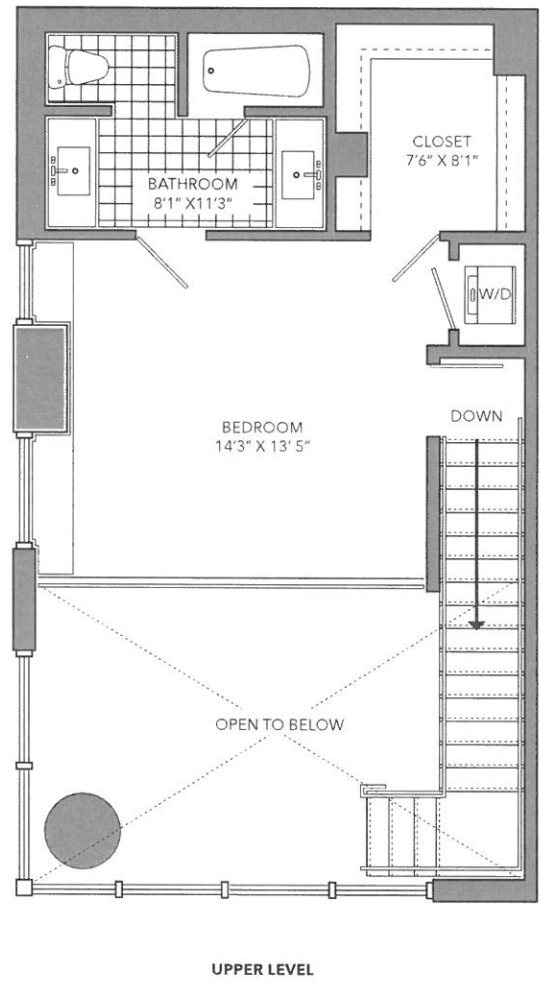 CLOSET
7'6" X 8'1"
BATHROOM
8'1" X11'3"
W/D
DOWN
BEDROOM
14'3" X 13' 5"
OPEN TO BELOW
UPPER LEVEL